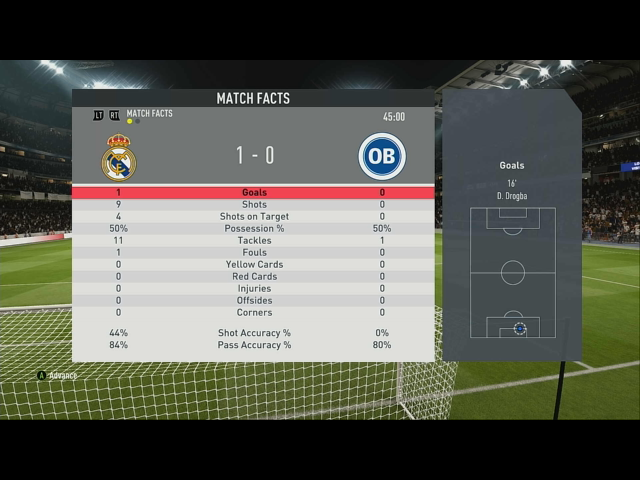 MATCH FACTS
LT RT MATCH FACTS
45:00
1 - 0
OB
1 Goals 0
9 Shots 0
4 Shots on Target 0
50% Possession % 50%
11 Tackles 1
1 Fouls 0
0 Yellow Cards 0
0 Red Cards 0
0 Injuries 0
0 Offsides 0
0 Corners 0
44% Shot Accuracy % 0%
84% Pass Accuracy % 80%
Goals
16'
D. Drogba
A Advance